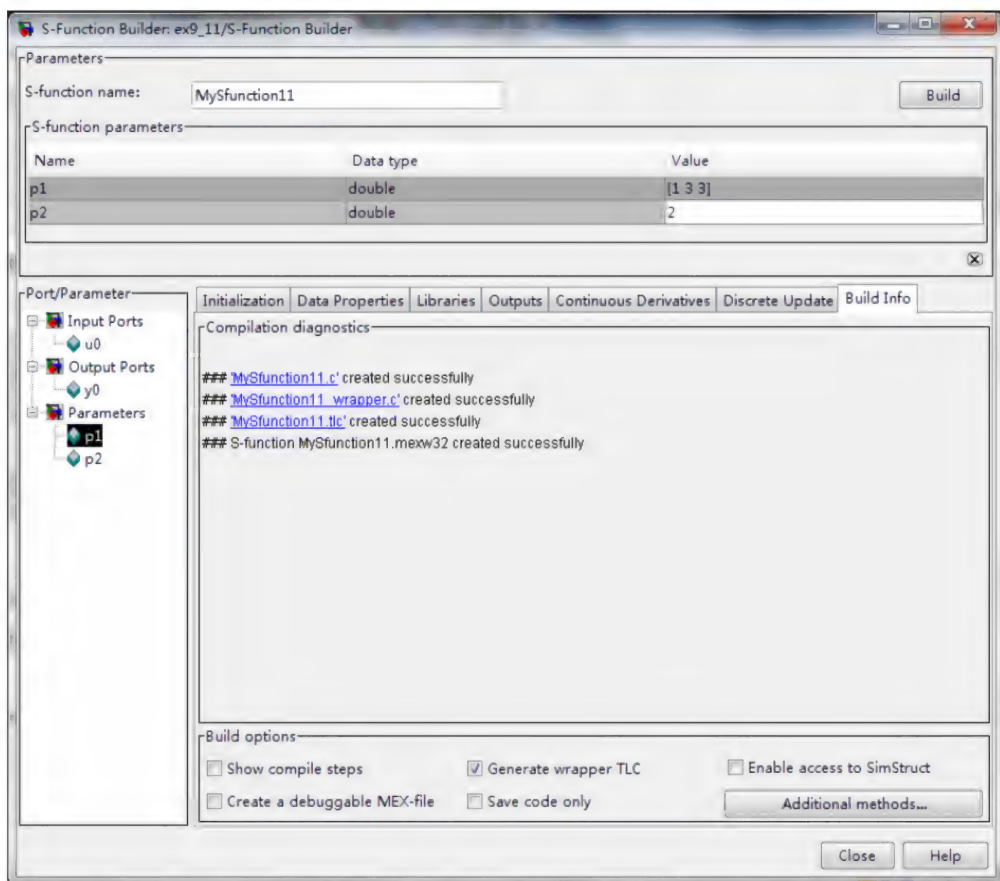 S-Function Builder: ex9_11/S-Function Builder
Parameters
S-function name: MySfunction11 Build
S-function parameters
Name Data type Value
p1 double [1 3 3]
p2 double 2
Port/Parameter
Input Ports
u0
Output Ports
y0
Parameters
p1
p2
Initialization Data Properties Libraries Outputs Continuous Derivatives Discrete Update Build Info
Compilation diagnostics
### 'MySfunction11.c' created successfully
### 'MySfunction11_wrapper.c' created successfully
### 'MySfunction11.tlc' created successfully
### S-function MySfunction11.mexw32 created successfully
Build options
Show compile steps Generate wrapper TLC Enable access to SimStruct
Create a debuggable MEX-file Save code only Additional methods...
Close Help